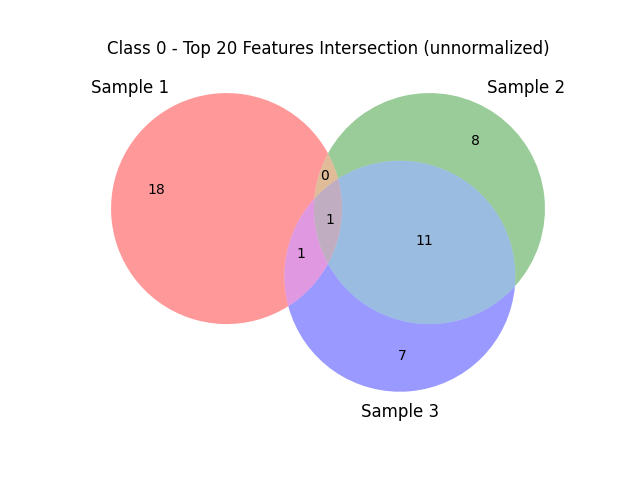 Class 0 - Top 20 Features Intersection (unnormalized)
Sample 1
Sample 2
8
0
18
1
11
1
7
Sample 3